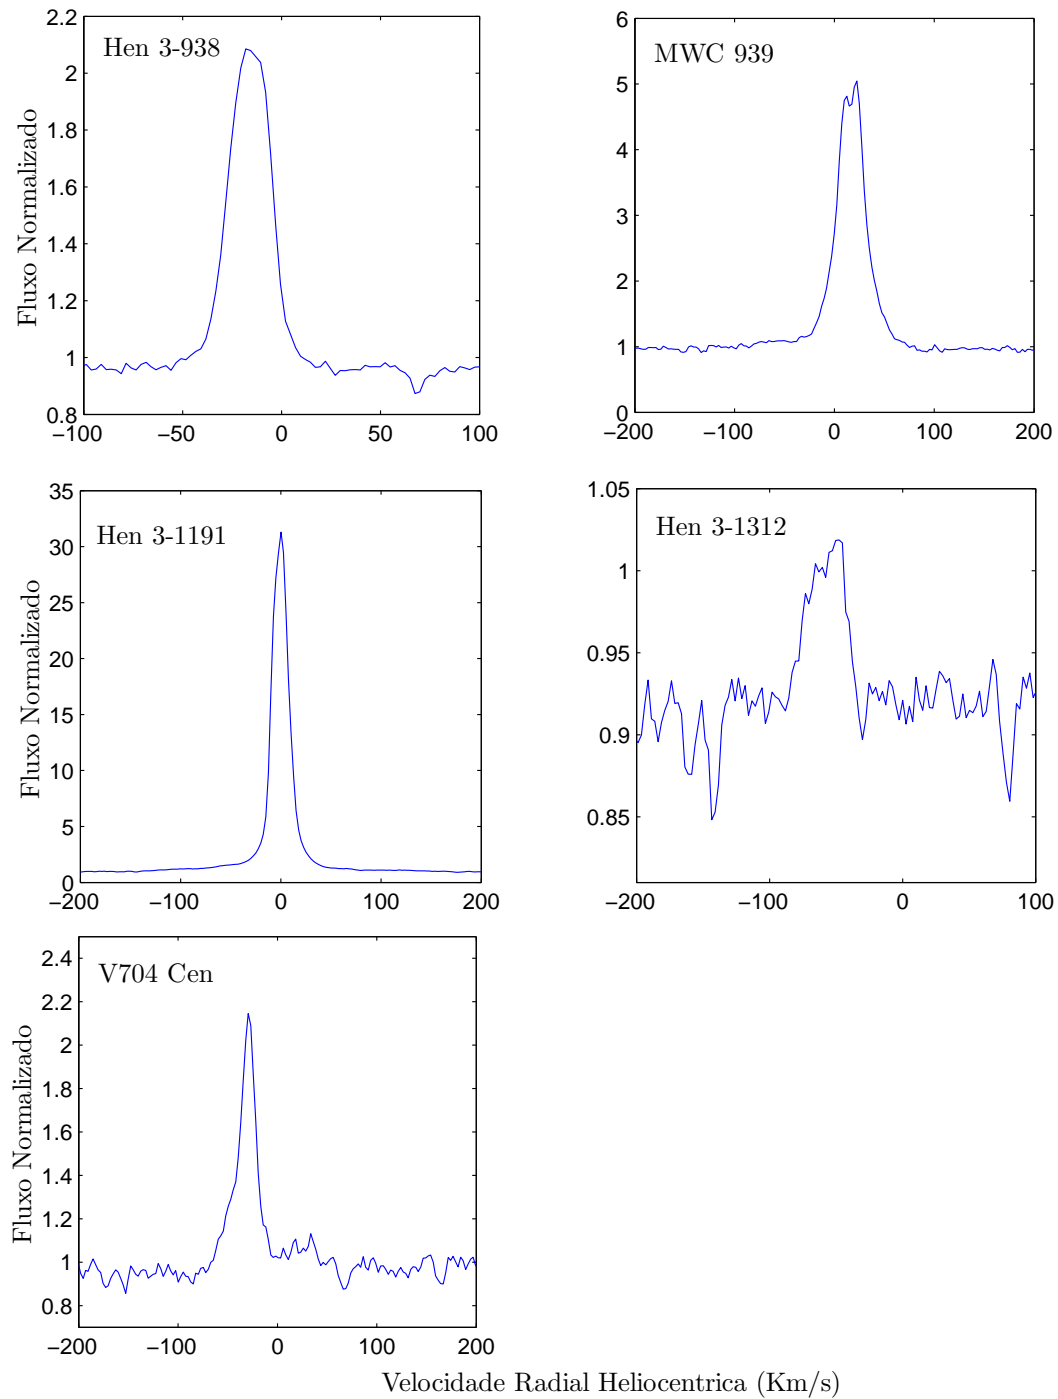 Hen 3-938
Fluxo Normalizado
2.2
2
1.8
1.6
1.4
1.2
1
0.8
−100 −50 0 50 100
MWC 939
6
5
4
3
2
1
0
−200 −100 0 100 200
Hen 3-1191
Fluxo Normalizado
35
30
25
20
15
10
5
0
−200 −100 0 100 200
Hen 3-1312
1.05
1
0.95
0.9
0.85
−200 −100 0 100
V704 Cen
Fluxo Normalizado
2.4
2.2
2
1.8
1.6
1.4
1.2
1
0.8
−200 −100 0 100 200
Velocidade Radial Heliocentrica (Km/s)